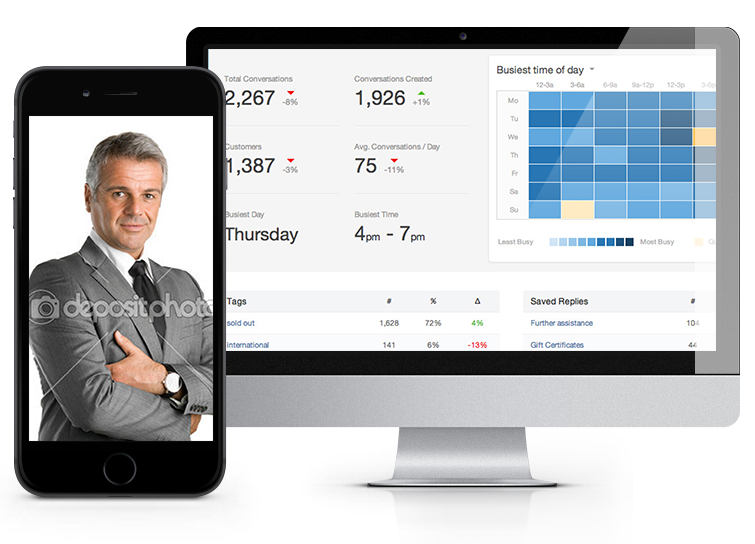 depositphoto
Total Conversations
2,267 -8%
Conversations Created
1,926 +1%
Customers
1,387 -3%
Avg. Conversations / Day
75 -11%
Busiest Day
Thursday
Busiest Time
4pm - 7pm
Busiest time of day
12-3a 3-6a 6-9a 9a-12p 12-3p 3-6p
Mo
Tu
We
Th
Fr
Sa
Su
Least Busy Most Busy
Tags # % Δ
sold out 1,628 72% 4%
international 141 6% -13%
Saved Replies #
Further assistance 104
Gift Certificates 44